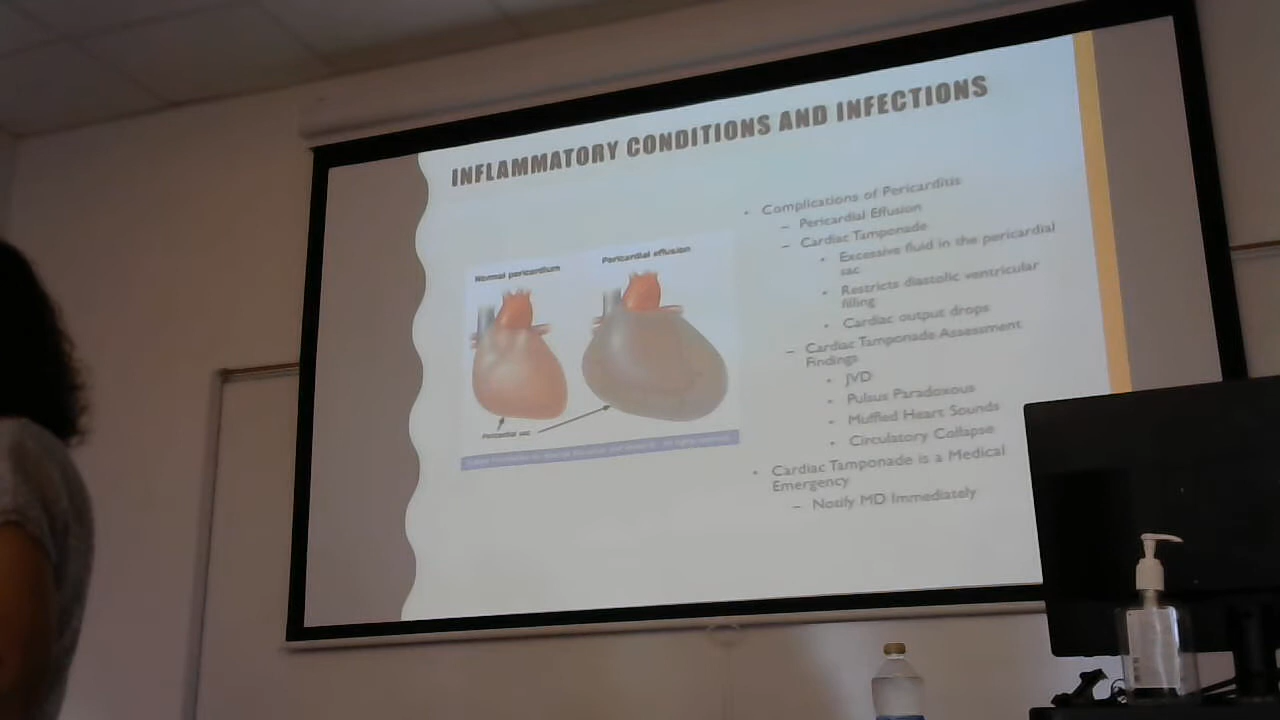 INFLAMMATORY CONDITIONS AND INFECTIONS
Normal pericardium
Pericardial effusion
Pericardial sac
• Complications of Pericarditis
– Pericardial Effusion
– Cardiac Tamponade
• Excessive fluid in the pericardial
sac
• Restricts diastolic ventricular
filling
• Cardiac output drops
– Cardiac Tamponade Assessment
Findings
• JVD
• Pulsus Paradoxous
• Muffled Heart Sounds
• Circulatory Collapse
• Cardiac Tamponade is a Medical
Emergency
– Notify MD Immediately